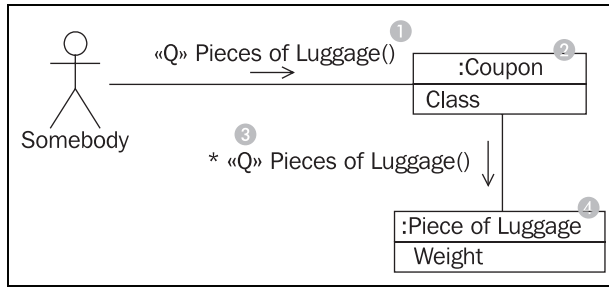 1
«Q» Pieces of Luggage()
2
:Coupon
Class
Somebody
3
* «Q» Pieces of Luggage()
4
:Piece of Luggage
Weight